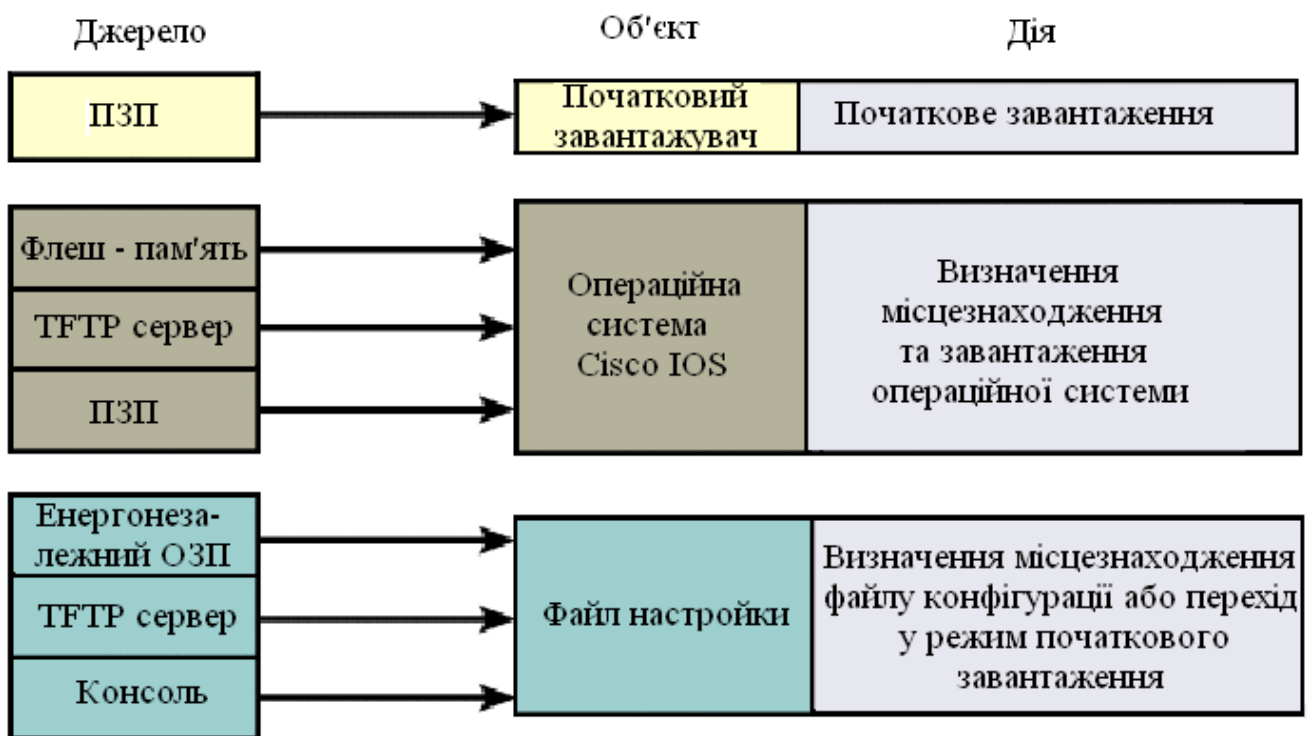 Джерело
Об'єкт
Дія
ПЗП
Початковий
завантажувач
Початкове завантаження
Флеш - пам'ять
TFTP сервер
ПЗП
Операційна
система
Cisco IOS
Визначення
місцезнаходження
та завантаження
операційної системи
Енергонеза-
лежний ОЗП
TFTP сервер
Консоль
Файл настройки
Визначення місцезнаходження
файлу конфігурації або перехід
у режим початкового
завантаження